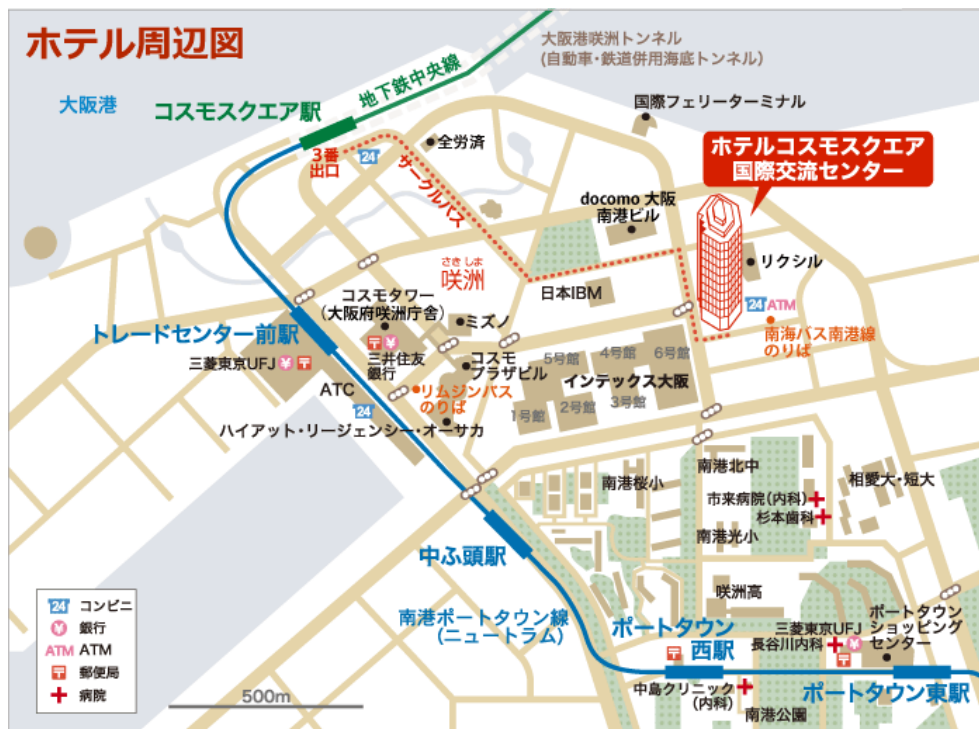 ホテル周辺図
大阪港咲洲トンネル
(自動車・鉄道併用海底トンネル)
大阪港
地下鉄中央線
コスモスクエア駅
国際フェリーターミナル
全労済
3番
出口
24
サークルバス
ホテルコスモスクエア
国際交流センター
docomo 大阪
南港ビル
リクシル
さきしま
咲洲
日本IBM
24 ATM
南海バス南港線
のりば
コスモタワー
(大阪府咲洲庁舎)
ミズノ
トレードセンター前駅
三井住友
銀行
三菱東京UFJ
コスモ
プラザビル
5号館
4号館
6号館
インテックス大阪
1号館
2号館
3号館
ATC
24
リムジンバス
のりば
ハイアット・リージェンシー・オーサカ
南港北中
南港桜小
市来病院(内科)
杉本歯科
相愛大・短大
南港光小
中ふ頭駅
咲洲高
南港ポートタウン線
(ニュートラム)
ポートタウン
西駅
三菱東京UFJ
長谷川内科
ポートタウン
ショッピング
センター
中島クリニック
(内科)
ポートタウン東駅
南港公園
24 コンビニ
銀行
ATM ATM
〒 郵便局
病院
500m